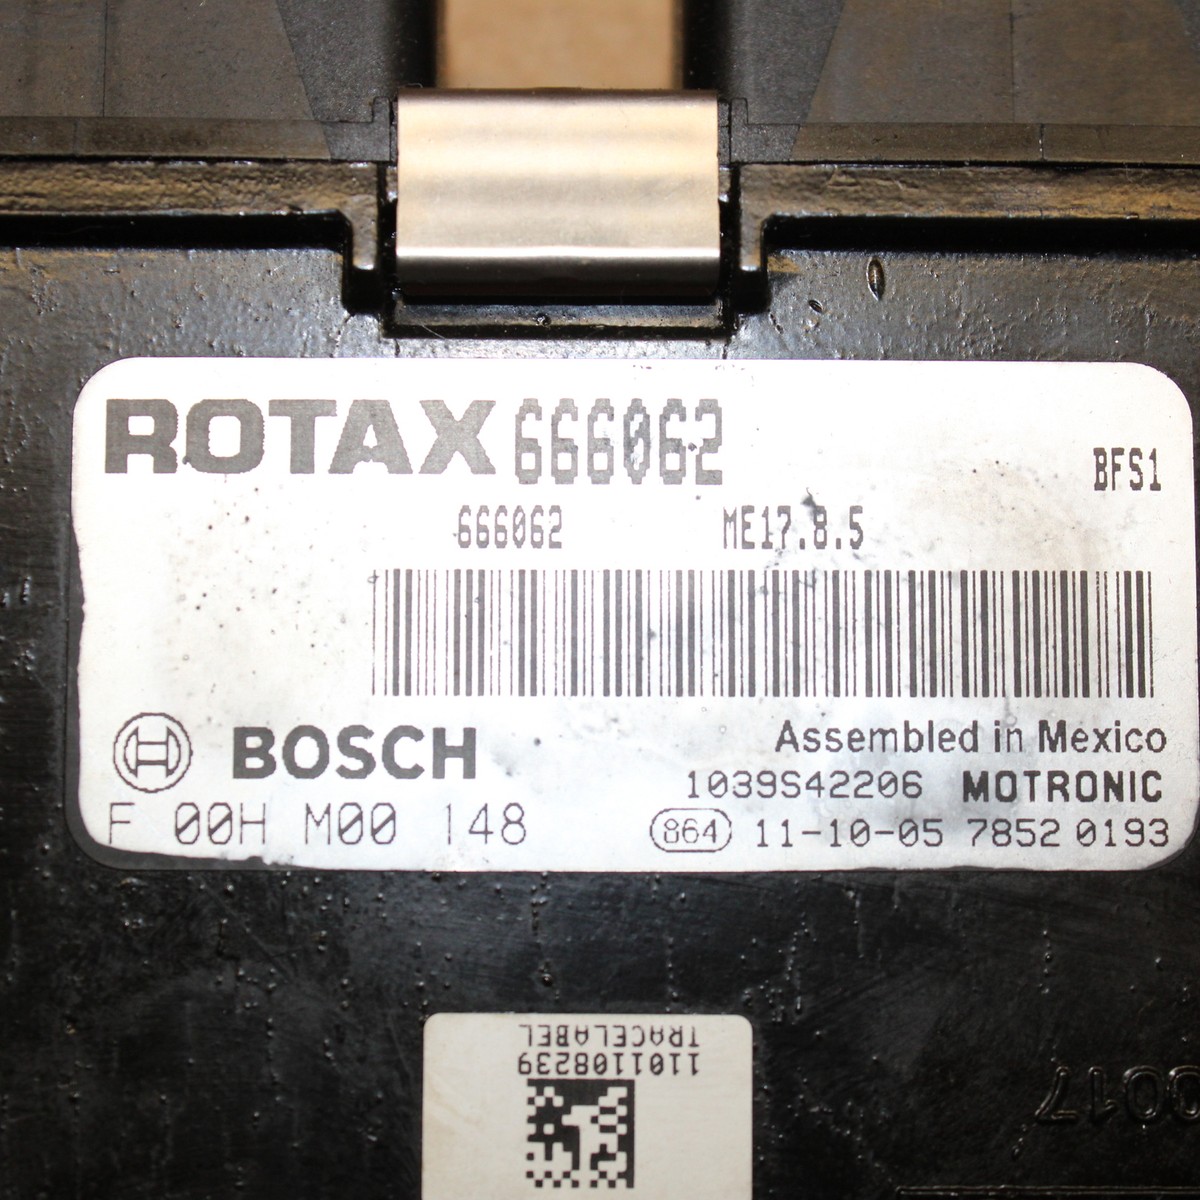 ROTAX 666062
BFS1
666062 ME17.8.5
Assembled in Mexico
BOSCH
1039S42206 MOTRONIC
F 00H M00 148
864 11-10-05 7852 0193
1101108239
TRACELABEL